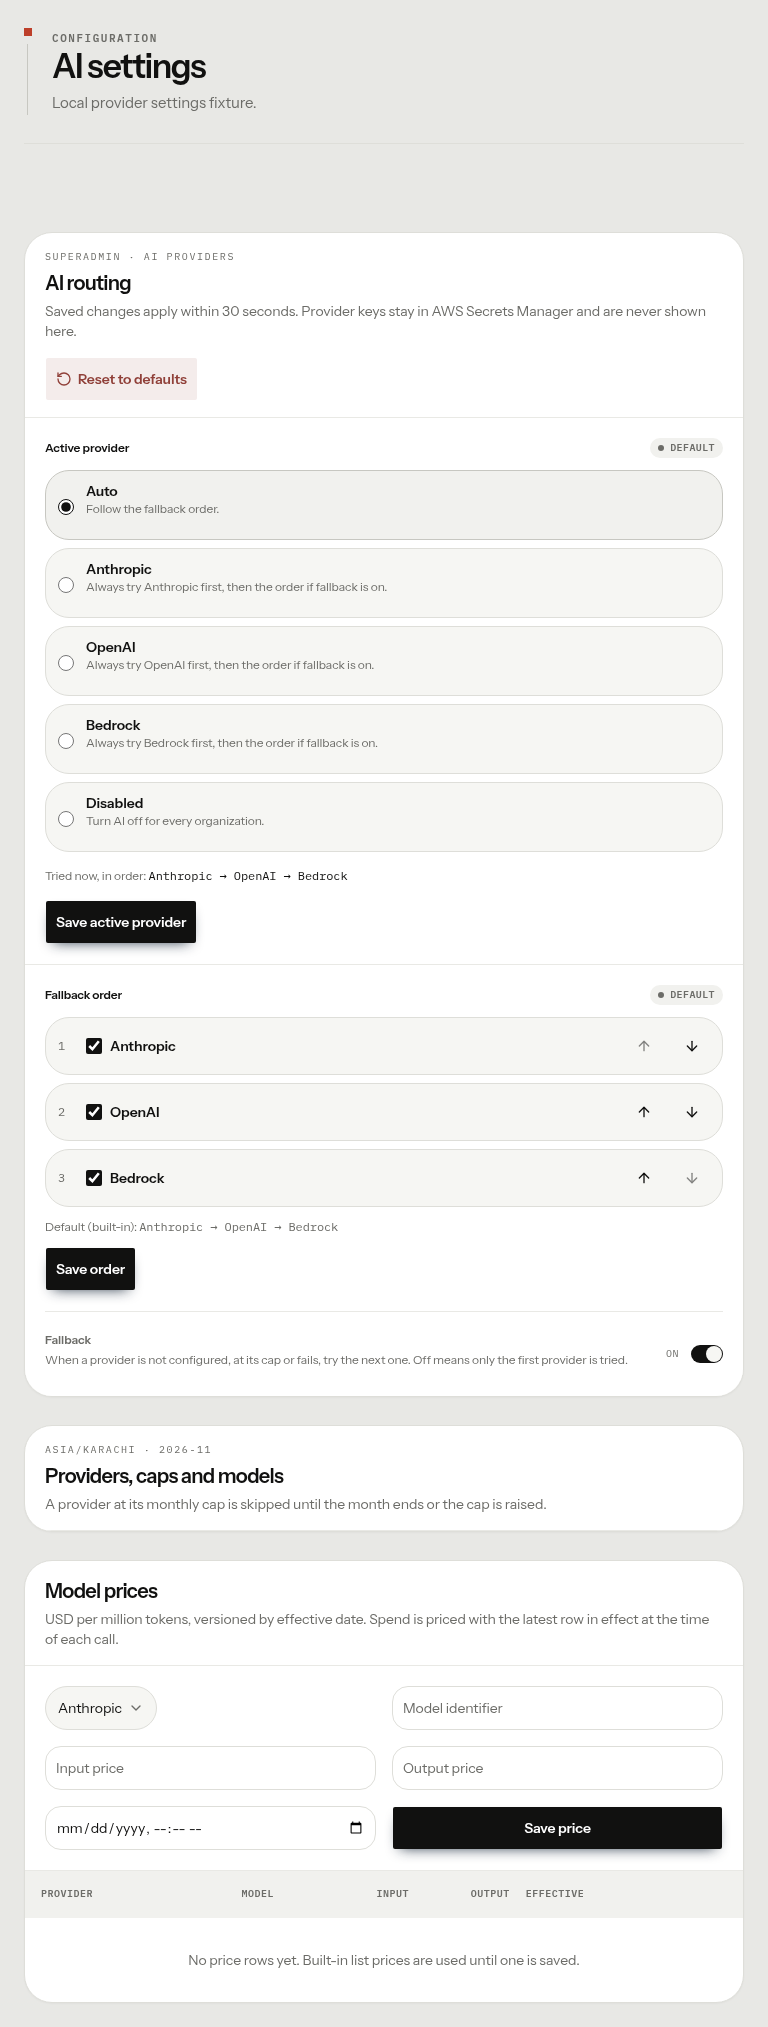 CONFIGURATION
AI settings
Local provider settings fixture.
SUPERADMIN · AI PROVIDERS
AI routing
Saved changes apply within 30 seconds. Provider keys stay in AWS Secrets Manager and are never shown
here.
Reset to defaults
Active provider
DEFAULT
Auto
Follow the fallback order.
Anthropic
Always try Anthropic first, then the order if fallback is on.
OpenAI
Always try OpenAI first, then the order if fallback is on.
Bedrock
Always try Bedrock first, then the order if fallback is on.
Disabled
Turn AI off for every organization.
Tried now, in order: Anthropic → OpenAI → Bedrock
Save active provider
Fallback order
DEFAULT
1 Anthropic
2 OpenAI
3 Bedrock
Default (built-in): Anthropic → OpenAI → Bedrock
Save order
Fallback
When a provider is not configured, at its cap or fails, try the next one. Off means only the first provider is tried.
ON
ASIA/KARACHI · 2026-11
Providers, caps and models
A provider at its monthly cap is skipped until the month ends or the cap is raised.
Model prices
USD per million tokens, versioned by effective date. Spend is priced with the latest row in effect at the time
of each call.
Anthropic
Model identifier
Input price
Output price
mm/dd/yyyy, --:-- --
Save price
PROVIDER MODEL INPUT OUTPUT EFFECTIVE
No price rows yet. Built-in list prices are used until one is saved.